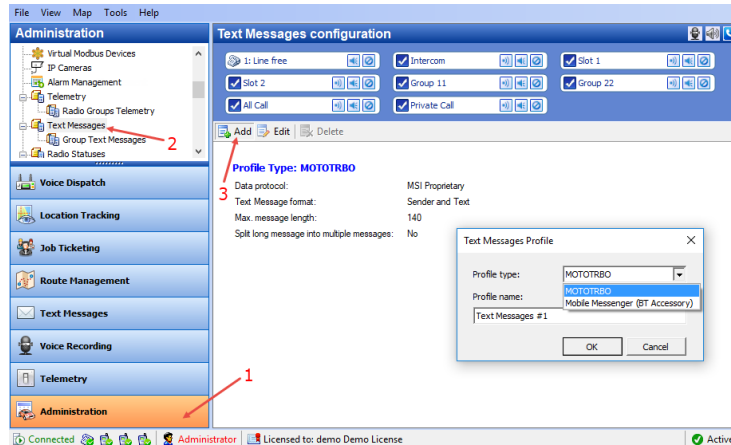 File View Map Tools Help
Administration
Text Messages configuration
Virtual Modbus Devices
IP Cameras
Alarm Management
Telemetry
Radio Groups Telemetry
Text Messages
Group Text Messages
Radio Statuses
2
1: Line free
Intercom
Slot 1
Slot 2
Group 11
Group 22
All Call
Private Call
Add Edit Delete
3
Profile Type: MOTOTRBO
Data protocol: MSI Proprietary
Text Message format: Sender and Text
Max. message length: 140
Split long message into multiple messages: No
Voice Dispatch
Location Tracking
Job Ticketing
Route Management
Text Messages
Voice Recording
Telemetry
Administration
1
Text Messages Profile
Profile type: MOTOTRBO
MOTOTRBO
Mobile Messenger (BT Accessory)
Profile name:
Text Messages #1
OK Cancel
Connected Administrator Licensed to: demo Demo License Active